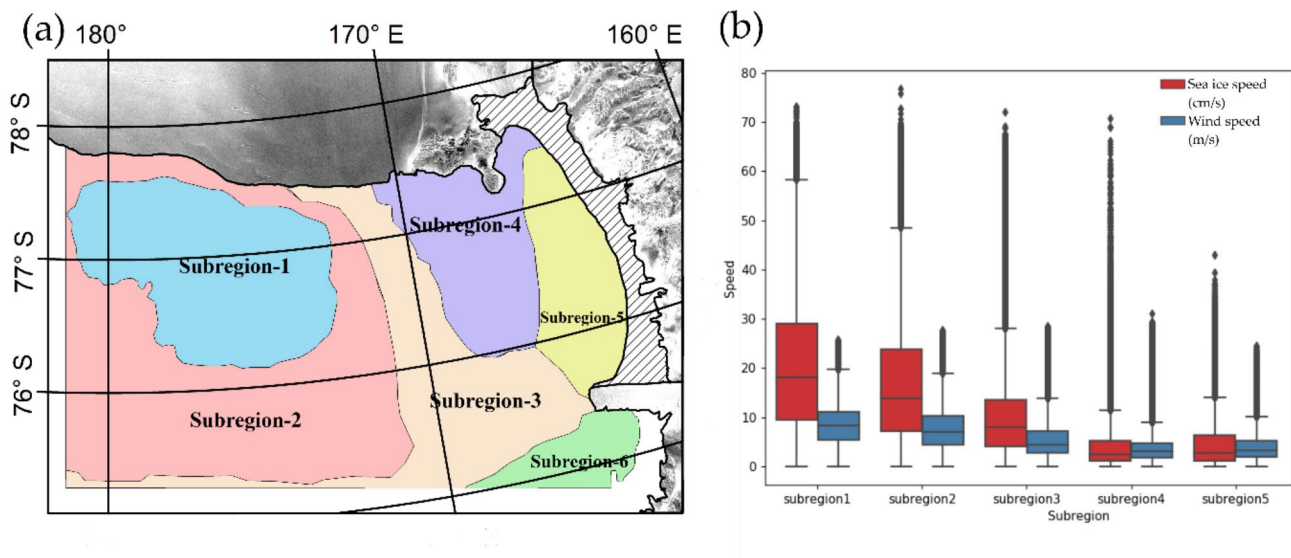 (a)
180°
170° E
160° E
78° S
77° S
76° S
Subregion-1
Subregion-2
Subregion-3
Subregion-4
Subregion-5
Subregion-6
(b)
80
70
60
50
40
30
20
10
0
Speed
Sea ice speed
(cm/s)
Wind speed
(m/s)
subregion1
subregion2
subregion3
subregion4
subregion5
Subregion